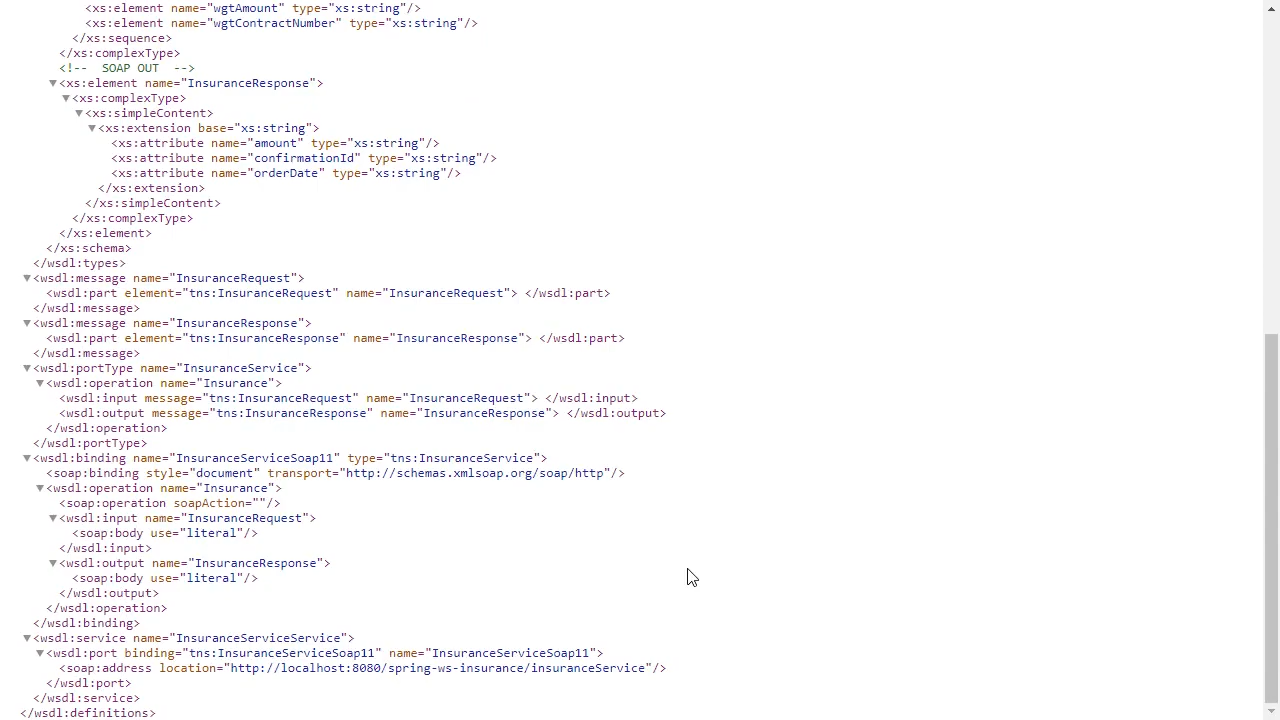 <xs:element name="wgtAmount" type="xs:string"/>
<xs:element name="wgtContractNumber" type="xs:string"/>
</xs:sequence>
</xs:complexType>
<!--  SOAP OUT  -->
▼<xs:element name="InsuranceResponse">
▼<xs:complexType>
▼<xs:simpleContent>
▼<xs:extension base="xs:string">
<xs:attribute name="amount" type="xs:string"/>
<xs:attribute name="confirmationId" type="xs:string"/>
<xs:attribute name="orderDate" type="xs:string"/>
</xs:extension>
</xs:simpleContent>
</xs:complexType>
</xs:element>
</xs:schema>
</wsdl:types>
▼<wsdl:message name="InsuranceRequest">
<wsdl:part element="tns:InsuranceRequest" name="InsuranceRequest"> </wsdl:part>
</wsdl:message>
▼<wsdl:message name="InsuranceResponse">
<wsdl:part element="tns:InsuranceResponse" name="InsuranceResponse"> </wsdl:part>
</wsdl:message>
▼<wsdl:portType name="InsuranceService">
▼<wsdl:operation name="Insurance">
<wsdl:input message="tns:InsuranceRequest" name="InsuranceRequest"> </wsdl:input>
<wsdl:output message="tns:InsuranceResponse" name="InsuranceResponse"> </wsdl:output>
</wsdl:operation>
</wsdl:portType>
▼<wsdl:binding name="InsuranceServiceSoap11" type="tns:InsuranceService">
<soap:binding style="document" transport="http://schemas.xmlsoap.org/soap/http"/>
▼<wsdl:operation name="Insurance">
<soap:operation soapAction=""/>
▼<wsdl:input name="InsuranceRequest">
<soap:body use="literal"/>
</wsdl:input>
▼<wsdl:output name="InsuranceResponse">
<soap:body use="literal"/>
</wsdl:output>
</wsdl:operation>
</wsdl:binding>
▼<wsdl:service name="InsuranceServiceService">
▼<wsdl:port binding="tns:InsuranceServiceSoap11" name="InsuranceServiceSoap11">
<soap:address location="http://localhost:8080/spring-ws-insurance/insuranceService"/>
</wsdl:port>
</wsdl:service>
</wsdl:definitions>